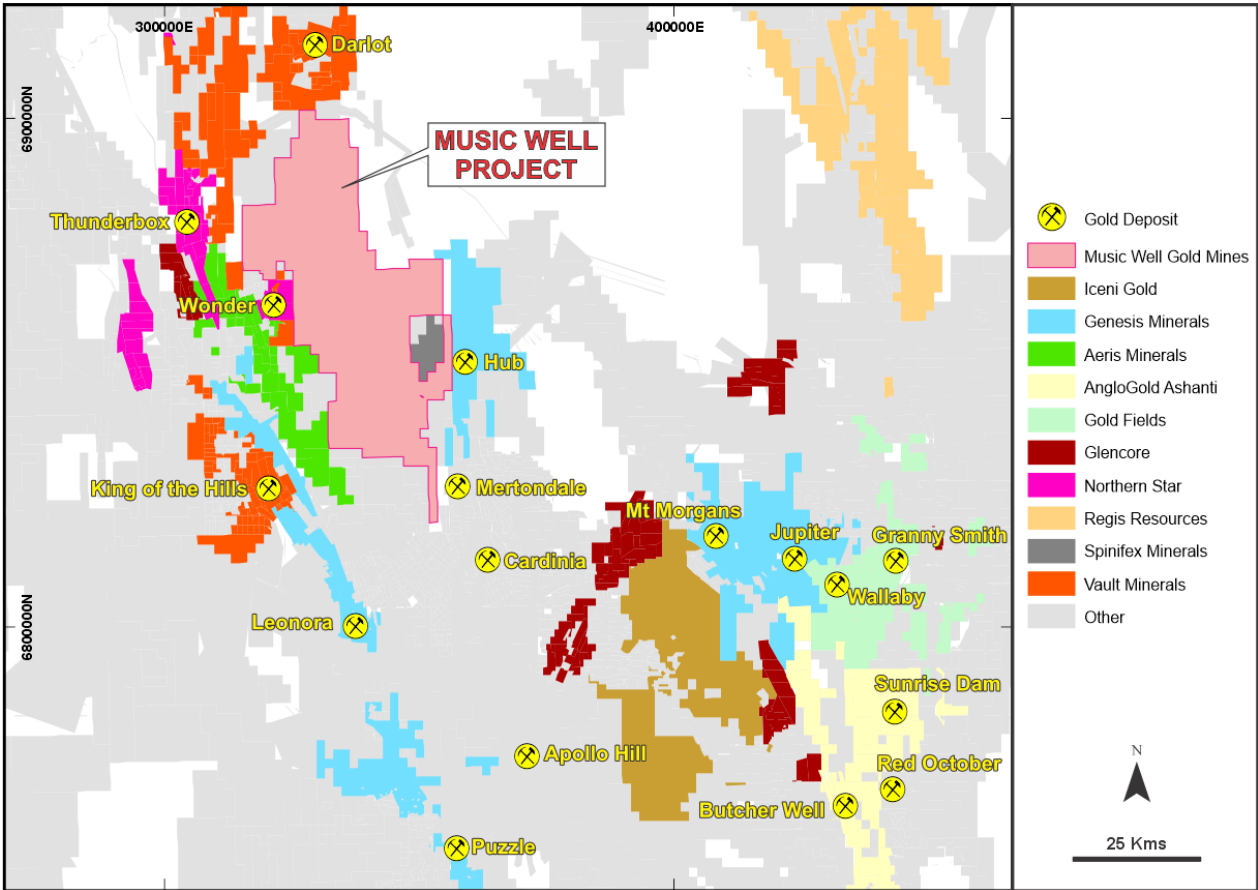 300000E
400000E
6900000N
6800000N
Darlot
MUSIC WELL
PROJECT
Thunderbox
Wonder
Hub
King of the Hills
Mertondale
Mt Morgans
Jupiter
Granny Smith
Cardinia
Wallaby
Leonora
Sunrise Dam
Apollo Hill
Red October
Butcher Well
Puzzle
Gold Deposit
Music Well Gold Mines
Iceni Gold
Genesis Minerals
Aeris Minerals
AngloGold Ashanti
Gold Fields
Glencore
Northern Star
Regis Resources
Spinifex Minerals
Vault Minerals
Other
N
25 Kms